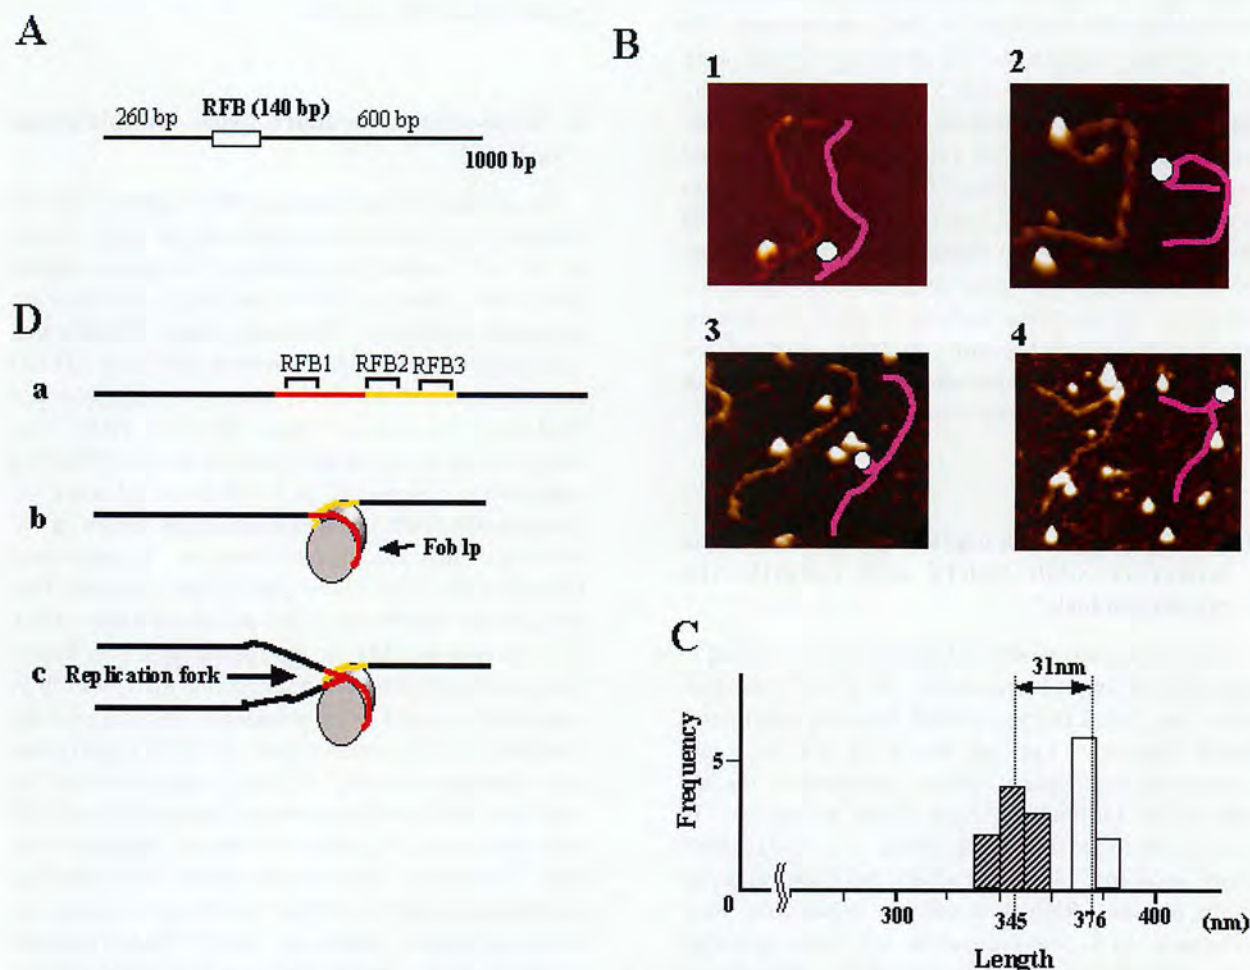 A
260 bp
RFB (140 bp)
600 bp
1000 bp
B
1
2
3
4
D
a
RFB1
RFB2
RFB3
b
Fob1p
c
Replication fork
C
31nm
Frequency
5
0
300
345
376
400
(nm)
Length